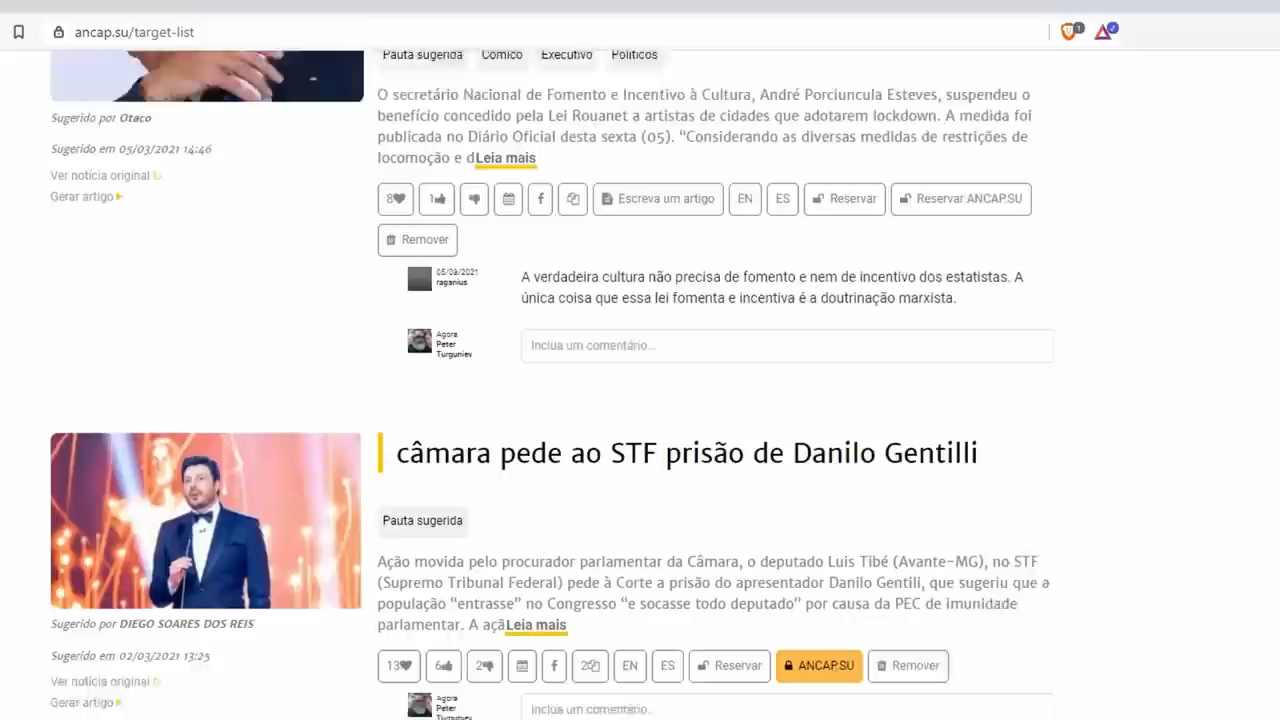 ancap.su/target-list
1
Pauta sugerida Cômico Executivo Políticos
O secretário Nacional de Fomento e Incentivo à Cultura, André Porciuncula Esteves, suspendeu o
benefício concedido pela Lei Rouanet a artistas de cidades que adotarem lockdown. A medida foi
publicada no Diário Oficial desta sexta (05). "Considerando as diversas medidas de restrições de
locomoção e dLeia mais
Sugerido por Otaco
Sugerido em 05/03/2021 14:46
Ver notícia original
Gerar artigo
8 1 Escreva um artigo EN ES Reservar Reservar ANCAP.SU
Remover
05/03/2021
raganius
A verdadeira cultura não precisa de fomento e nem de incentivo dos estatistas. A
única coisa que essa lei fomenta e incentiva é a doutrinação marxista.
Agora
Peter
Turguniev
Inclua um comentário...
câmara pede ao STF prisão de Danilo Gentilli
Pauta sugerida
Ação movida pelo procurador parlamentar da Câmara, o deputado Luis Tibé (Avante-MG), no STF
(Supremo Tribunal Federal) pede à Corte a prisão do apresentador Danilo Gentili, que sugeriu que a
população "entrasse" no Congresso "e socasse todo deputado" por causa da PEC de imunidade
parlamentar. A açãLeia mais
Sugerido por DIEGO SOARES DOS REIS
Sugerido em 02/03/2021 13:25
Ver notícia original
Gerar artigo
13 6 2 2 EN ES Reservar ANCAP.SU Remover
Agora
Peter
Turguniev
Inclua um comentário...